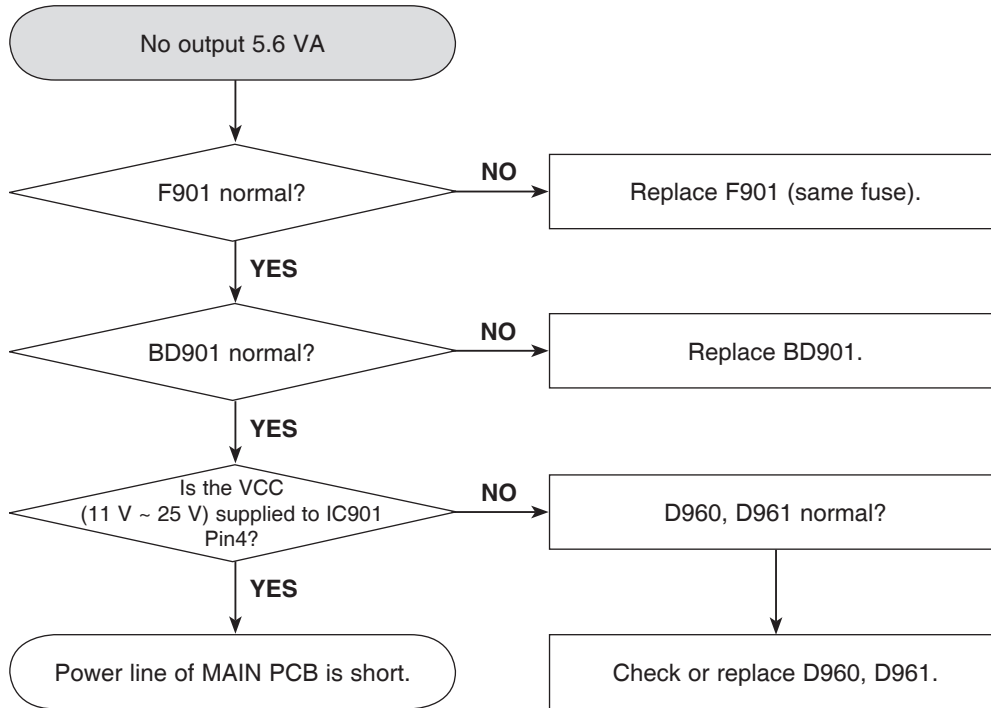 No output 5.6 VA
F901 normal?
NO
Replace F901 (same fuse).
YES
BD901 normal?
NO
Replace BD901.
YES
Is the VCC
(11 V ~ 25 V) supplied to IC901
Pin4?
NO
D960, D961 normal?
YES
Power line of MAIN PCB is short.
Check or replace D960, D961.